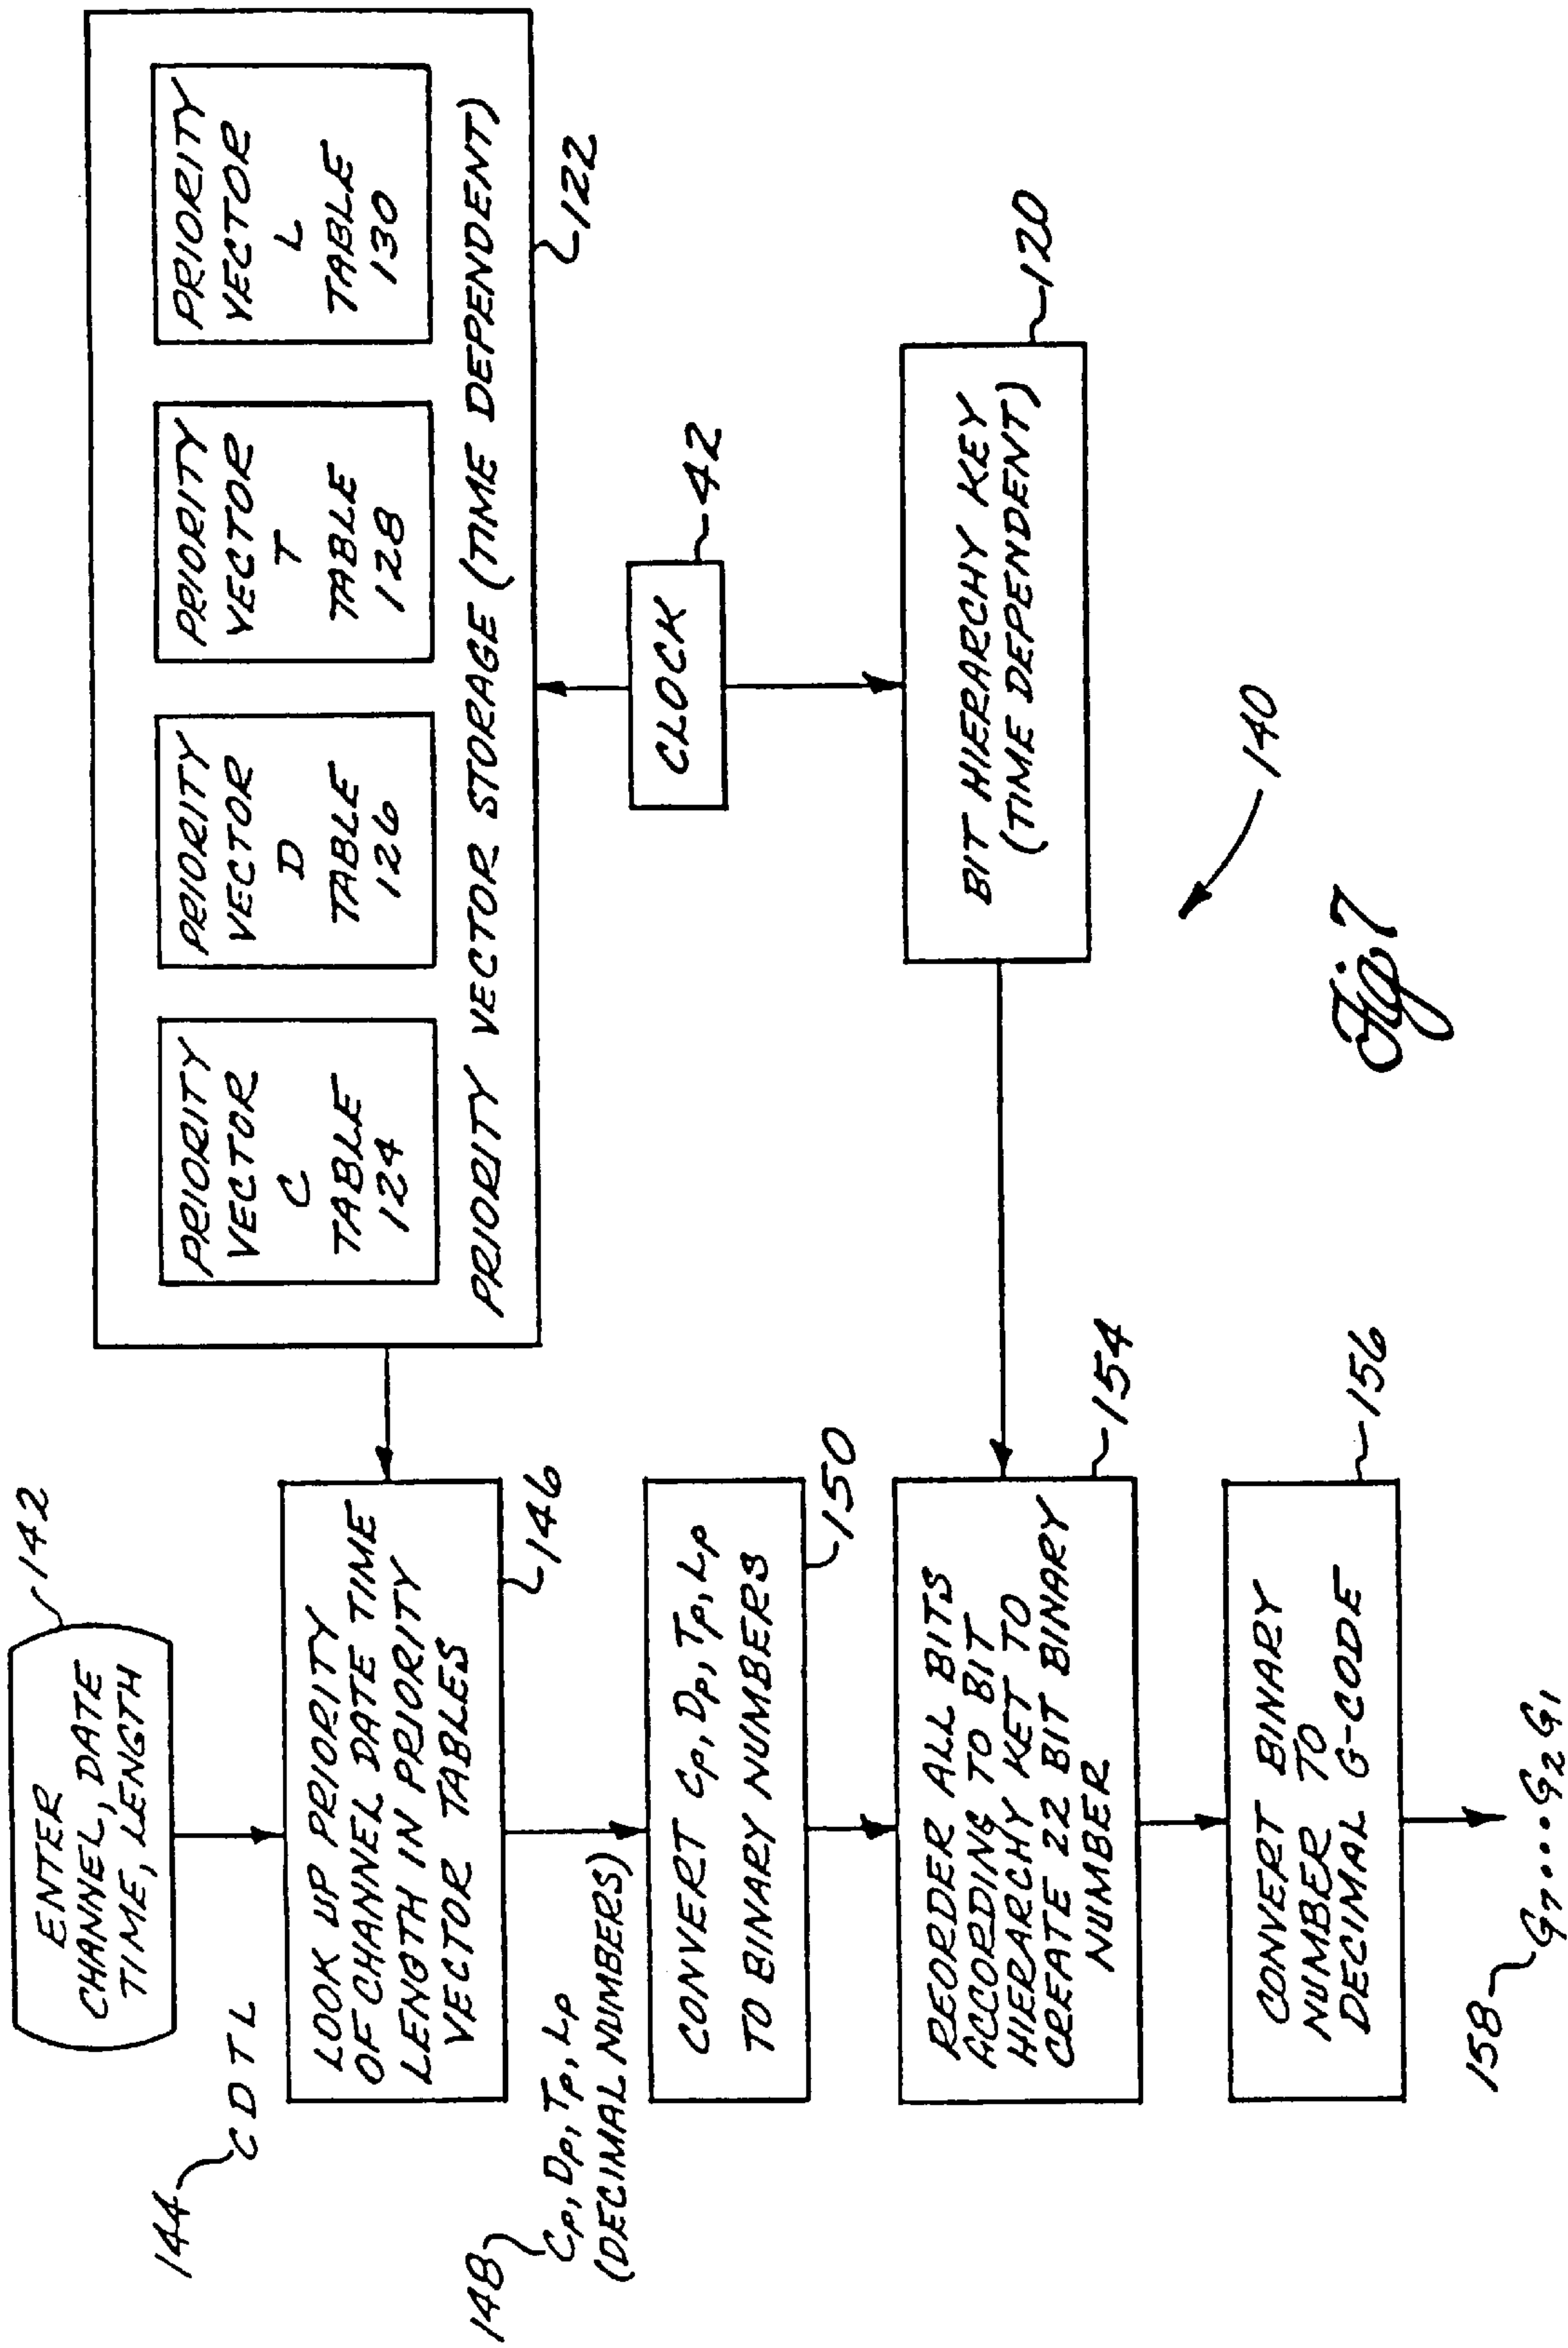 142
ENTER
CHANNEL, DATE
TIME, LENGTH
144
C D T L
LOOK UP PRIORITY
OF CHANNEL DATE TIME
LENGTH IN PRIORITY
VECTOR TABLES
146
148
Cp, Dp, Tp, Lp
(DECIMAL NUMBERS)
CONVERT Cp, Dp, Tp, Lp
TO BINARY NUMBERS
150
REORDER ALL BITS
ACCORDING TO BIT
HIERARCHY KET TO
CREATE 22 BIT BINARY
NUMBER
154
CONVERT BINARY
NUMBER TO
DECIMAL G-CODE
156
158
G7....G2G1
PRIORITY
VECTOR
C
TABLE
124
PRIORITY
VECTOR
D
TABLE
126
PRIORITY
VECTOR
T
TABLE
128
PRIORITY
VECTOR
L
TABLE
130
PRIORITY VECTOR STORAGE (TIME DEPENDENT)
122
CLOCK
42
BIT HIERARCHY KEY
(TIME DEPENDENT)
120
140
Fig. 7